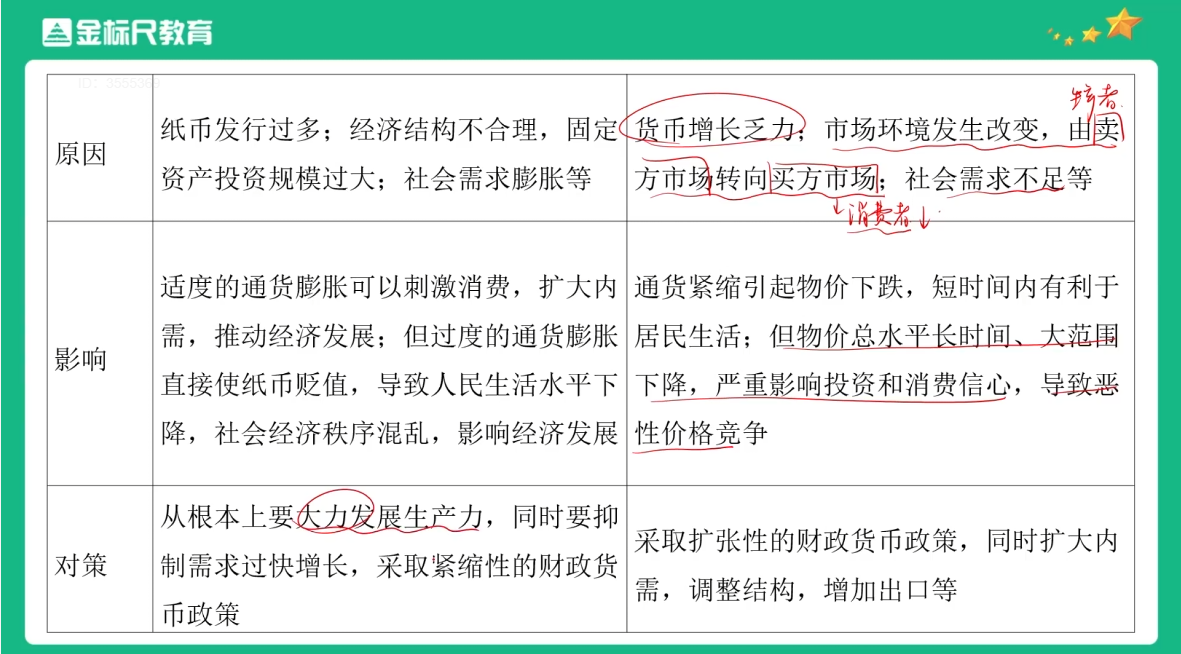 金标尺教育
原因
纸币发行过多；经济结构不合理，固定
资产投资规模过大；社会需求膨胀等
货币增长乏力；市场环境发生改变，由卖
方市场转向买方市场；社会需求不足等
消费者
影响
适度的通货膨胀可以刺激消费，扩大内
需，推动经济发展；但过度的通货膨胀
直接使纸币贬值，导致人民生活水平下
降，社会经济秩序混乱，影响经济发展
通货紧缩引起物价下跌，短时间内有利于
居民生活；但物价总水平长时间、大范围
下降，严重影响投资和消费信心，导致恶
性价格竞争
对策
从根本上要大力发展生产力，同时要抑
制需求过快增长，采取紧缩性的财政货
币政策
采取扩张性的财政货币政策，同时扩大内
需，调整结构，增加出口等